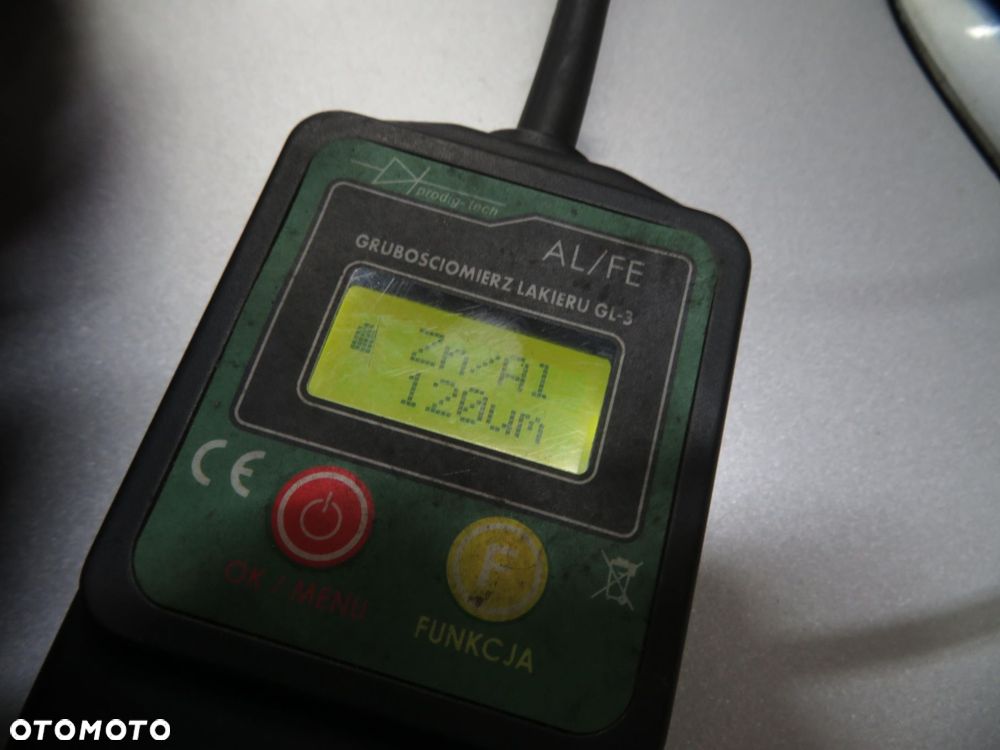 prodig-tech
AL/FE
GRUBOSCIOMIERZ LAKIERU GL-3
Zn/Al
120um
CE
OK / MENU
F
FUNKCJA
OTOMOTO